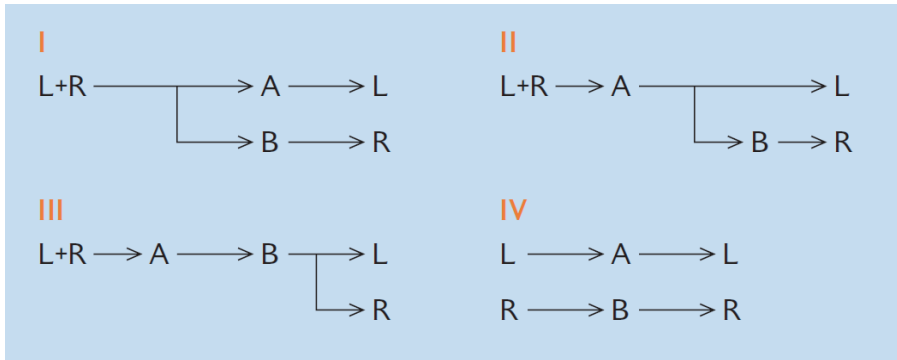 I
L+R A L
B R
II
L+R A L
B R
III
L+R A B L
R
IV
L A L
R B R